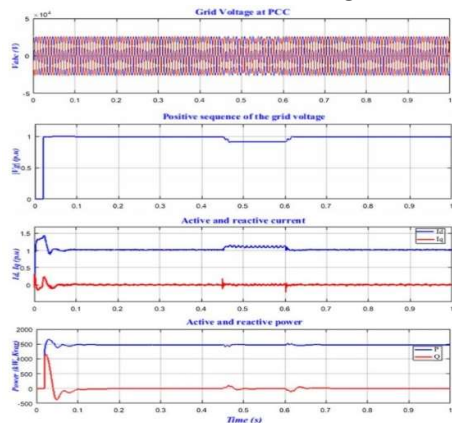 Grid Voltage at PCC
5 ×10⁴
0
-5
Vabc (V)
0 0.1 0.2 0.3 0.4 0.5 0.6 0.7 0.8 0.9 1
Positive sequence of the grid voltage
1
0.5
0
|Vg| (p.u)
0 0.1 0.2 0.3 0.4 0.5 0.6 0.7 0.8 0.9 1
Active and reactive current
1.5
1
0.5
0
Id, Iq (p.u)
Id
Iq
0 0.1 0.2 0.3 0.4 0.5 0.6 0.7 0.8 0.9 1
Active and reactive power
2000
1500
1000
500
0
-500
P
Q
0 0.1 0.2 0.3 0.4 0.5 0.6 0.7 0.8 0.9 1
Time (s)